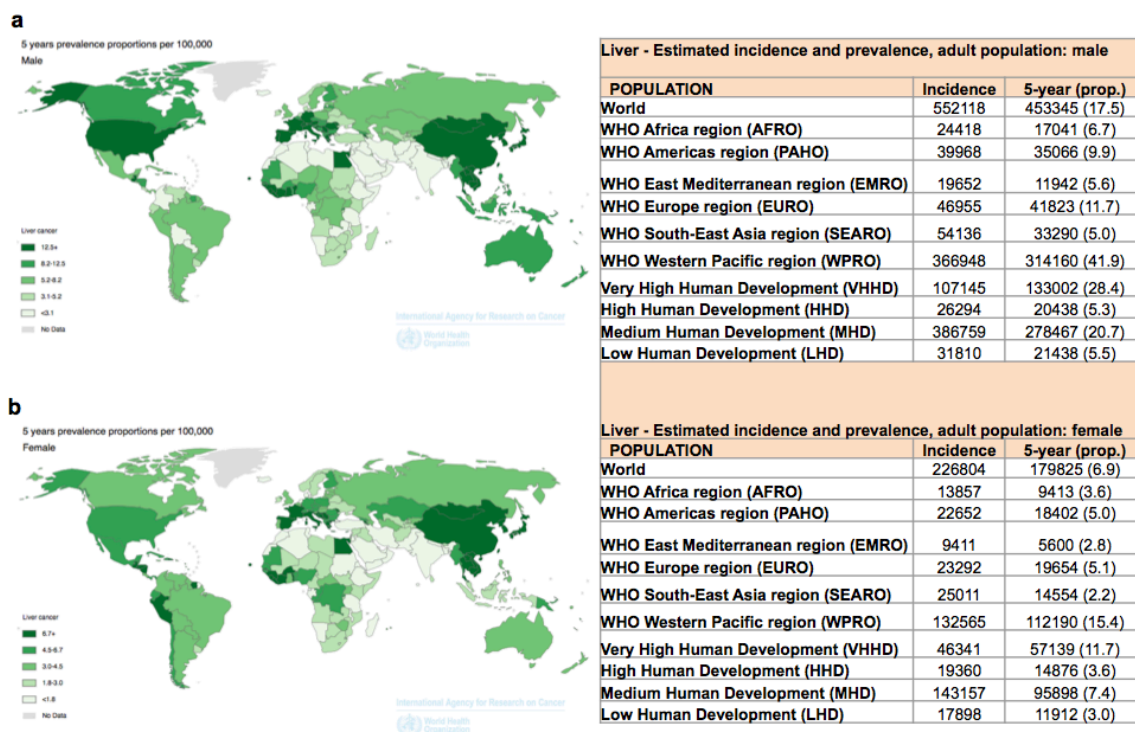 a
5 years prevalence proportions per 100,000
Male
Liver cancer
12.5+
8.2-12.5
5.2-8.2
3.1-5.2
<3.1
No Data
International Agency for Research on Cancer
World Health
Organization
Liver - Estimated incidence and prevalence, adult population: male
POPULATION Incidence 5-year (prop.)
World 552118 453345 (17.5)
WHO Africa region (AFRO) 24418 17041 (6.7)
WHO Americas region (PAHO) 39968 35066 (9.9)
WHO East Mediterranean region (EMRO) 19652 11942 (5.6)
WHO Europe region (EURO) 46955 41823 (11.7)
WHO South-East Asia region (SEARO) 54136 33290 (5.0)
WHO Western Pacific region (WPRO) 366948 314160 (41.9)
Very High Human Development (VHHD) 107145 133002 (28.4)
High Human Development (HHD) 26294 20438 (5.3)
Medium Human Development (MHD) 386759 278467 (20.7)
Low Human Development (LHD) 31810 21438 (5.5)
b
5 years prevalence proportions per 100,000
Female
Liver cancer
6.7+
4.5-6.7
3.0-4.5
1.8-3.0
<1.8
No Data
International Agency for Research on Cancer
World Health
Organization
Liver - Estimated incidence and prevalence, adult population: female
POPULATION Incidence 5-year (prop.)
World 226804 179825 (6.9)
WHO Africa region (AFRO) 13857 9413 (3.6)
WHO Americas region (PAHO) 22652 18402 (5.0)
WHO East Mediterranean region (EMRO) 9411 5600 (2.8)
WHO Europe region (EURO) 23292 19654 (5.1)
WHO South-East Asia region (SEARO) 25011 14554 (2.2)
WHO Western Pacific region (WPRO) 132565 112190 (15.4)
Very High Human Development (VHHD) 46341 57139 (11.7)
High Human Development (HHD) 19360 14876 (3.6)
Medium Human Development (MHD) 143157 95898 (7.4)
Low Human Development (LHD) 17898 11912 (3.0)